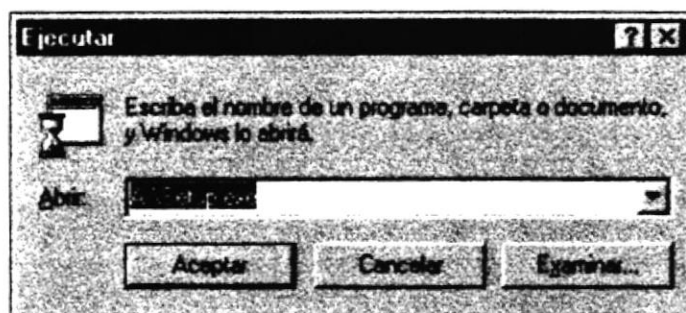 Ejecutar
Escriba el nombre de un programa, carpeta o documento,
y Windows lo abrirá.
Abrir:
Aceptar
Cancelar
Examinar...